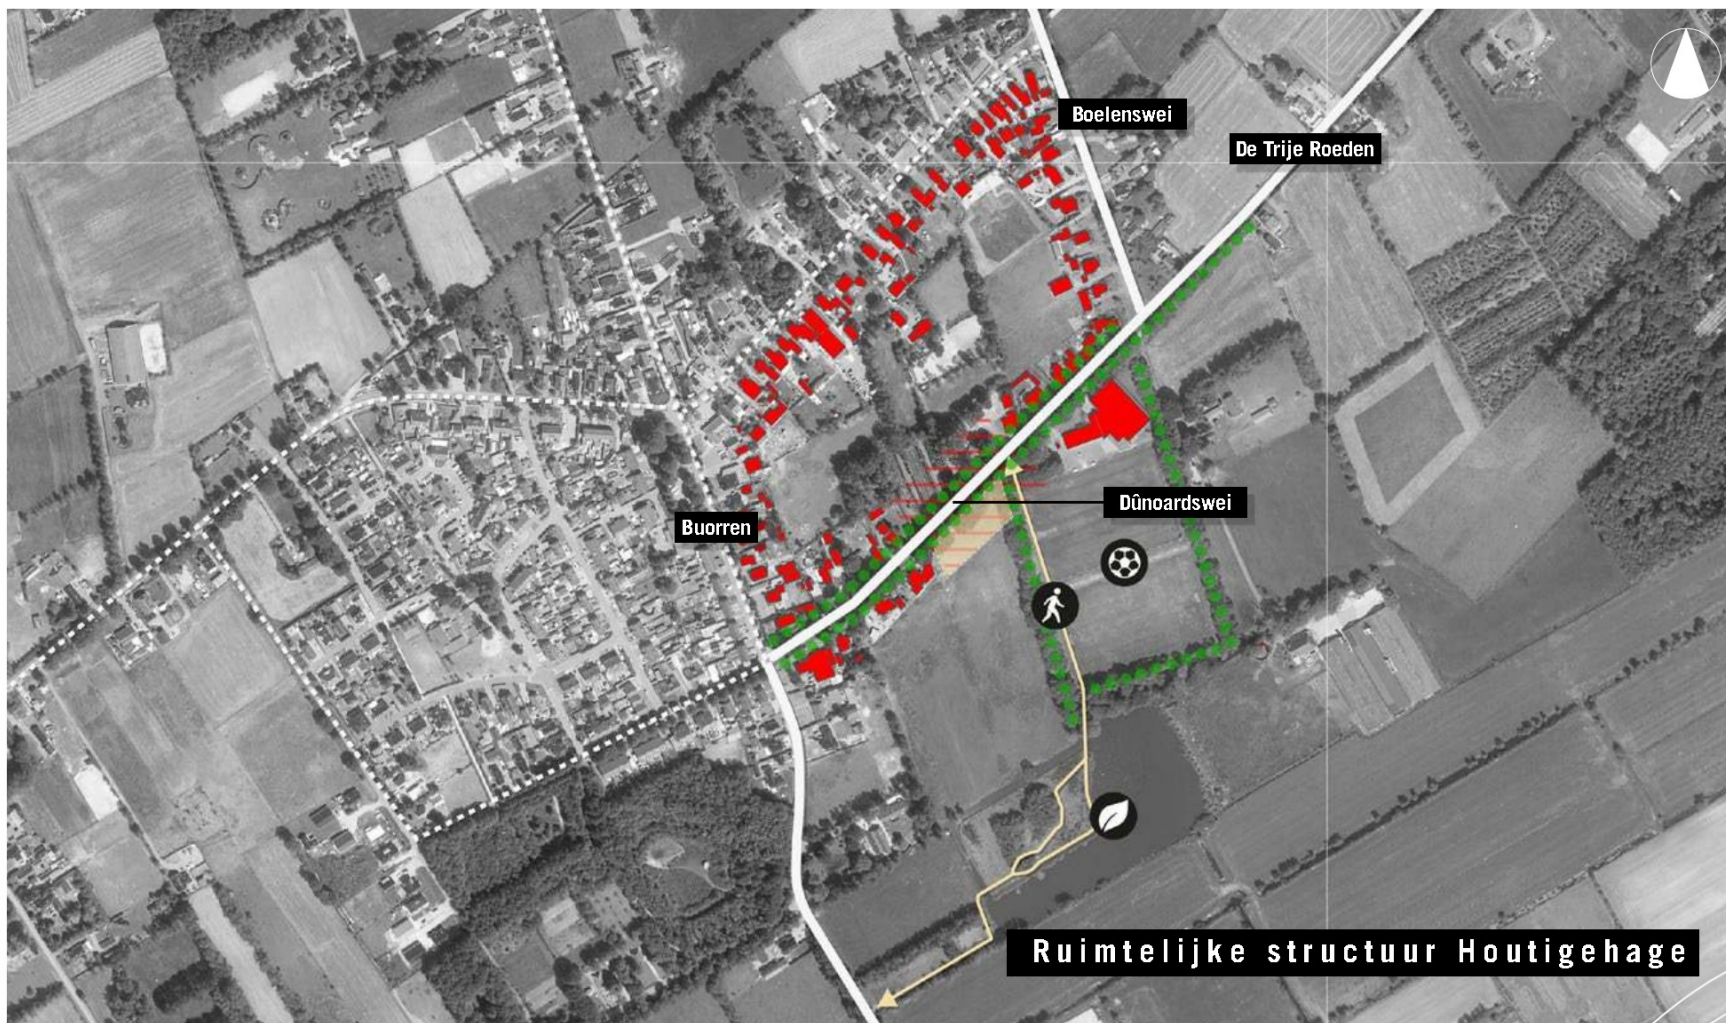 Boelenswei
De Trije Roeden
Dûnoardswei
Buorren
Ruimtelijke structuur Houtigehage